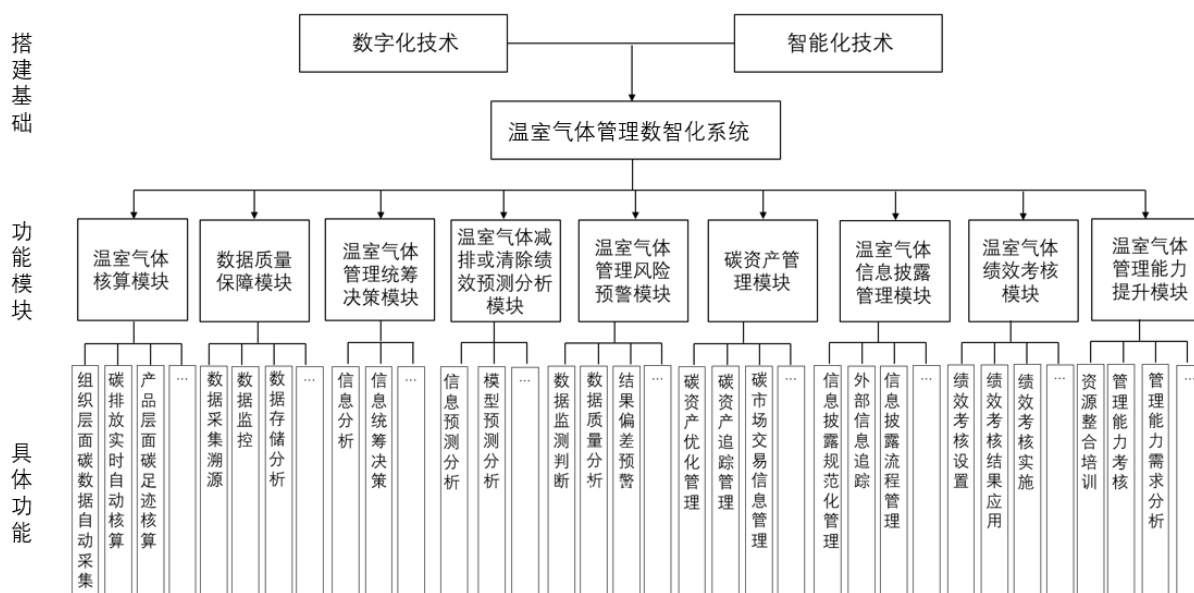 搭建基础
数字化技术
智能化技术
温室气体管理数智化系统
功能模块
温室气体
核算模块
数据质量
保障模块
温室气体
管理统筹
决策模块
温室气体减
排或清除绩
效预测分析
模块
温室气体
管理风险
预警模块
碳资产管
理模块
温室气体
信息披露
管理模块
温室气体
绩效考核
模块
温室气体
管理能力
提升模块
具体功能
组织层面碳数据自动采集
碳排放实时自动核算
产品层面碳足迹核算
…
数据采集溯源
数据监控
数据存储分析
…
信息分析
信息统筹决策
…
信息预测分析
模型预测分析
…
数据监测判断
数据质量分析
结果偏差预警
…
碳资产优化管理
碳资产追踪管理
碳市场交易信息管理
…
信息披露规范化管理
外部信息追踪
信息披露流程管理
…
绩效考核设置
绩效考核结果应用
绩效考核实施
…
资源整合培训
管理能力考核
管理能力需求分析
…